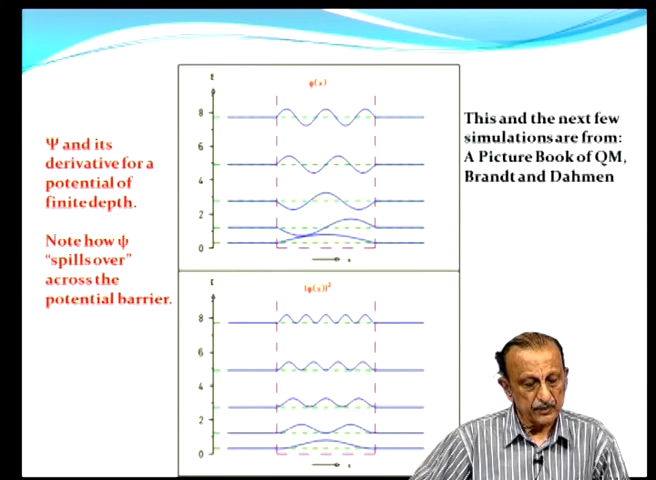 Ψ and its
derivative for a
potential of
finite depth.
Note how ψ
"spills over"
across the
potential barrier.
E
φ(x)
8
6
4
2
0
x
E
|φ(x)|²
8
6
4
2
0
x
This and the next few
simulations are from:
A Picture Book of QM,
Brandt and Dahmen